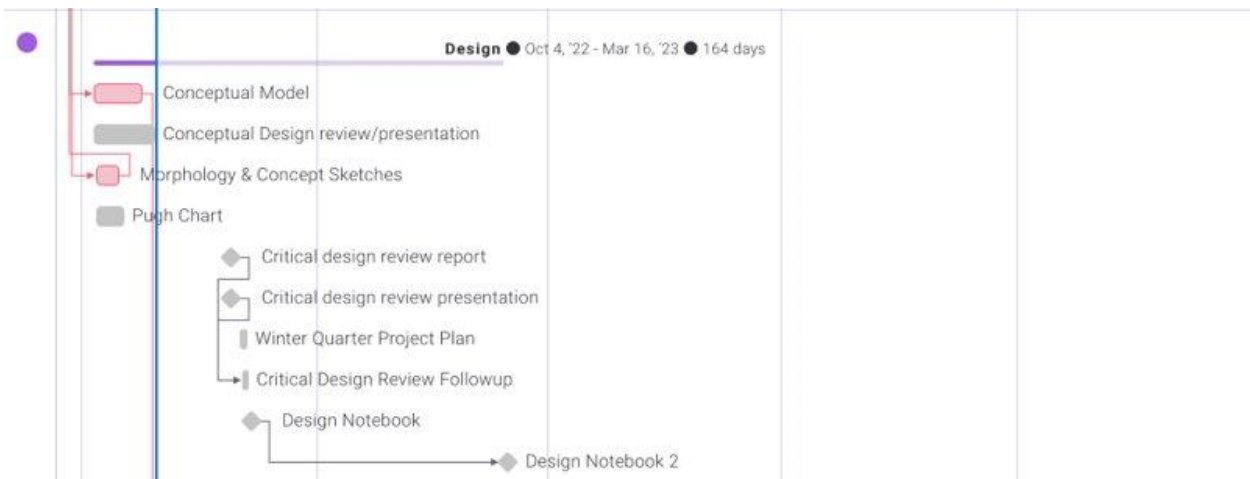 Design ● Oct 4, '22 - Mar 16, '23 ● 164 days
Conceptual Model
Conceptual Design review/presentation
Morphology & Concept Sketches
Pugh Chart
Critical design review report
Critical design review presentation
Winter Quarter Project Plan
Critical Design Review Followup
Design Notebook
Design Notebook 2